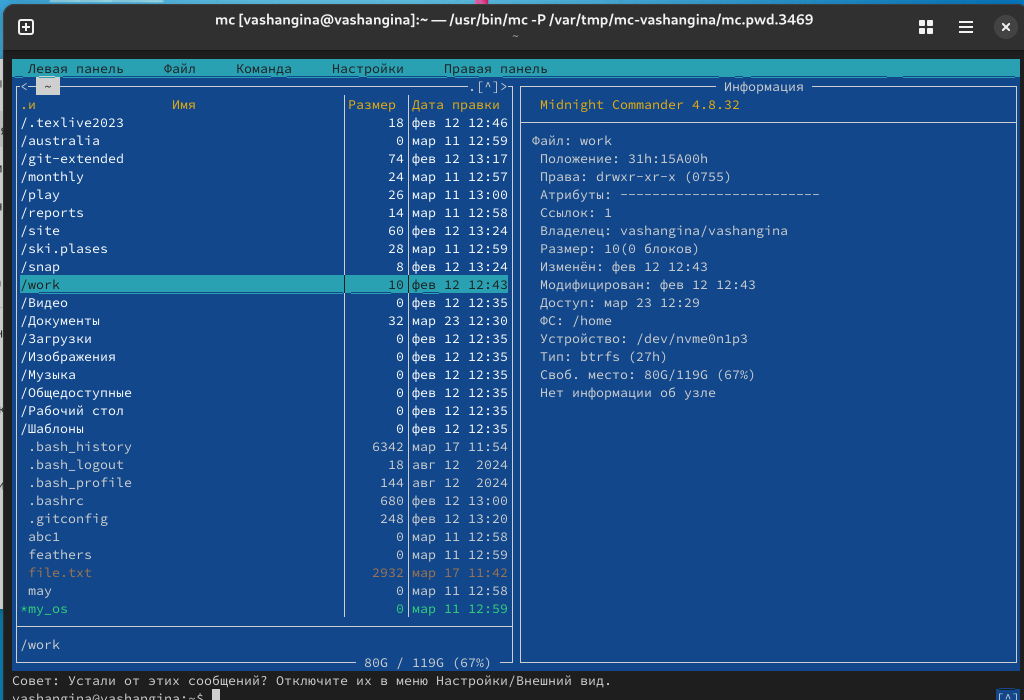 mc [vashangina@vashangina]:~ — /usr/bin/mc -P /var/tmp/mc-vashangina/mc.pwd.3469
~
Левая панель Файл Команда Настройки Правая панель
<─ ~ .[^]>
.и Имя Размер Дата правки
/.texlive2023 18 фев 12 12:46
/australia 0 мар 11 12:59
/git-extended 74 фев 12 13:17
/monthly 24 мар 11 12:57
/play 26 мар 11 13:00
/reports 14 мар 11 12:58
/site 60 фев 12 13:24
/ski.plases 28 мар 11 12:59
/snap 8 фев 12 13:24
/work 10 фев 12 12:43
/Видео 0 фев 12 12:35
/Документы 32 мар 23 12:30
/Загрузки 0 фев 12 12:35
/Изображения 0 фев 12 12:35
/Музыка 0 фев 12 12:35
/Общедоступные 0 фев 12 12:35
/Рабочий стол 0 фев 12 12:35
/Шаблоны 0 фев 12 12:35
.bash_history 6342 мар 17 11:54
.bash_logout 18 авг 12 2024
.bash_profile 144 авг 12 2024
.bashrc 680 фев 12 13:00
.gitconfig 248 фев 12 13:20
abc1 0 мар 11 12:58
feathers 0 мар 11 12:59
file.txt 2932 мар 17 11:42
may 0 мар 11 12:58
*my_os 0 мар 11 12:59
/work
80G / 119G (67%)
Информация
Midnight Commander 4.8.32
Файл: work
Положение: 31h:15A00h
Права: drwxr-xr-x (0755)
Атрибуты: -------------------------
Ссылок: 1
Владелец: vashangina/vashangina
Размер: 10(0 блоков)
Изменён: фев 12 12:43
Модифицирован: фев 12 12:43
Доступ: мар 23 12:29
ФС: /home
Устройство: /dev/nvme0n1p3
Тип: btrfs (27h)
Своб. место: 80G/119G (67%)
Нет информации об узле
Совет: Устали от этих сообщений? Отключите их в меню Настройки/Внешний вид.
vashangina@vashangina:~$ [^]